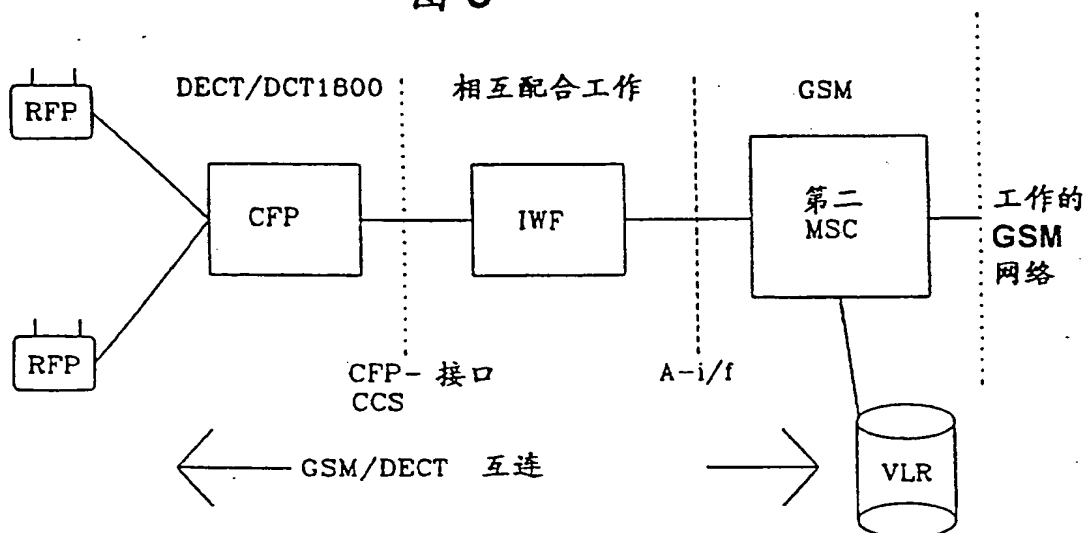 DECT/DCT1800
相互配合工作
GSM
RFP
CFP
IWF
第二
MSC
工作的
GSM
网络
RFP
CFP- 接口
CCS
A-i/f
GSM/DECT 互连
VLR